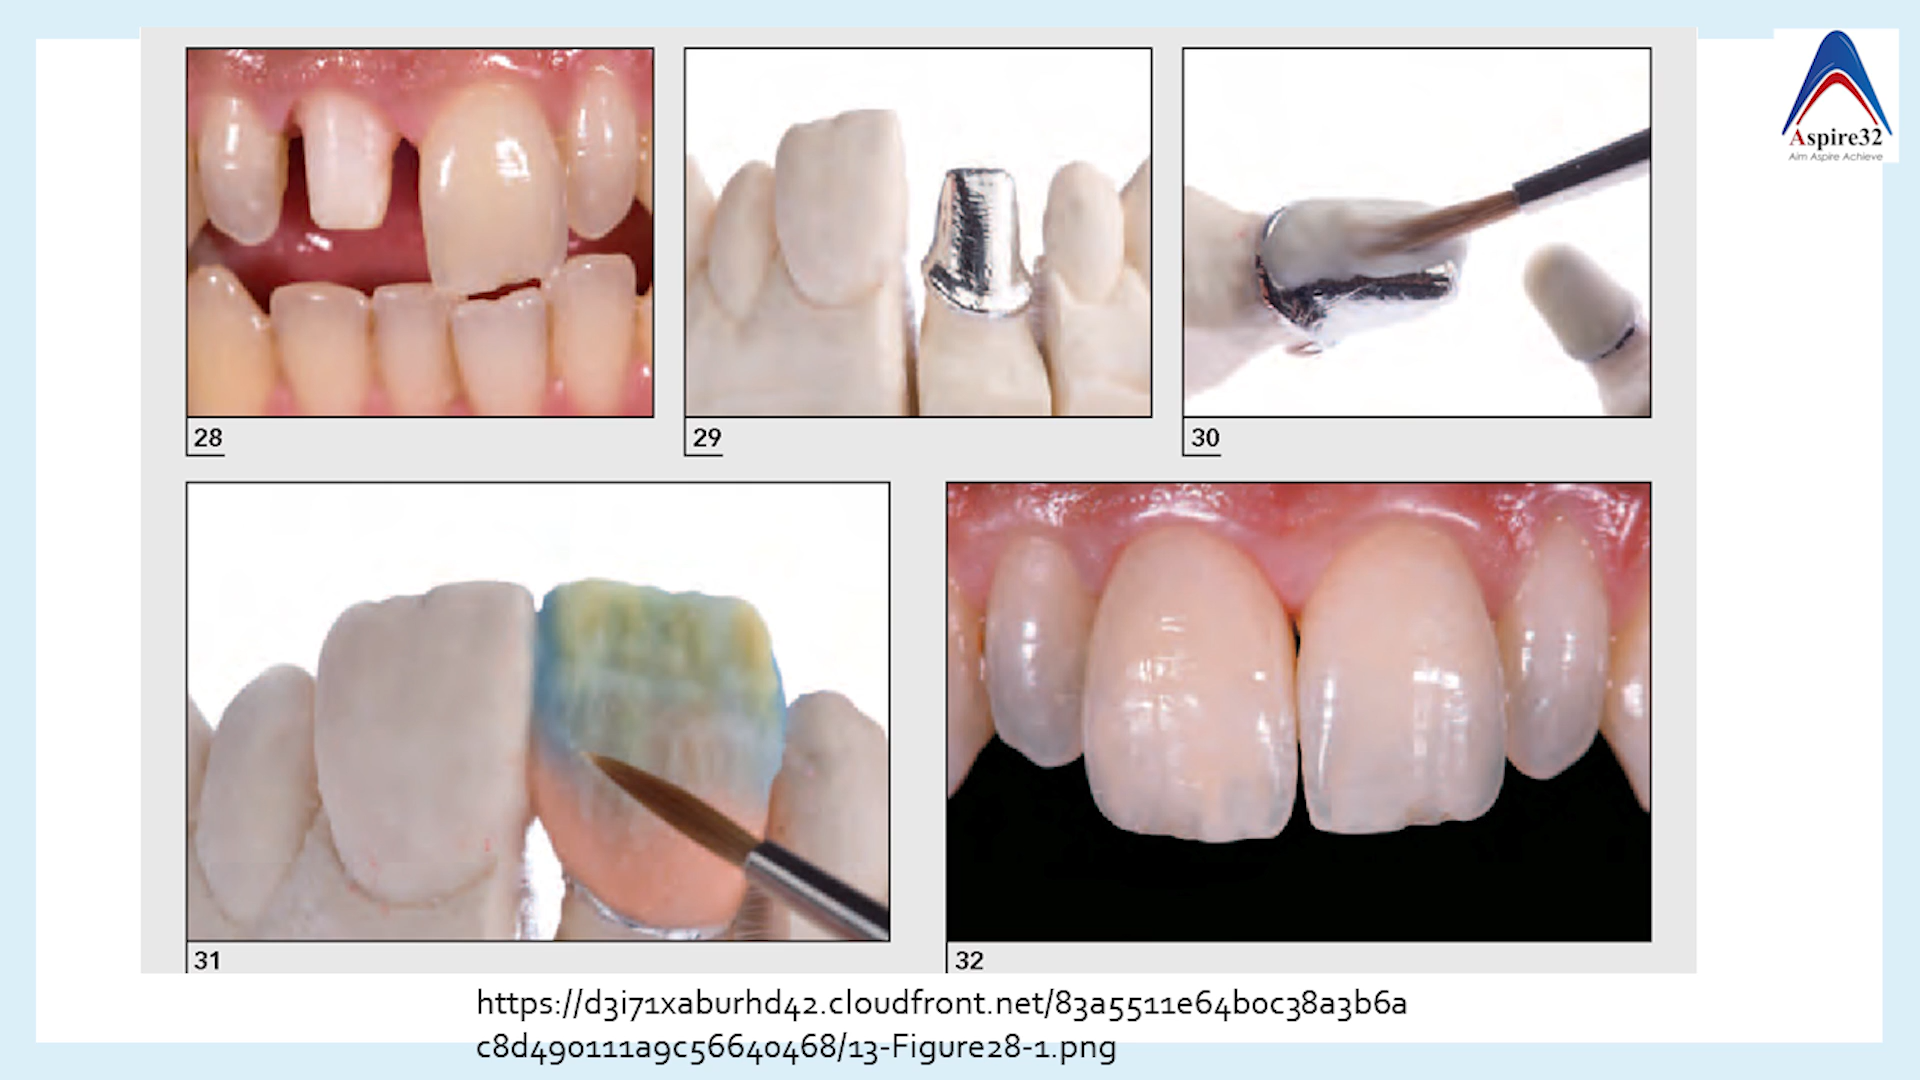 Aspire32
Aim Aspire Achieve
28
29
30
31
32
https://d3i71xaburhd42.cloudfront.net/83a5511e64b0c38a3b6a
c8d490111a9c56640468/13-Figure28-1.png